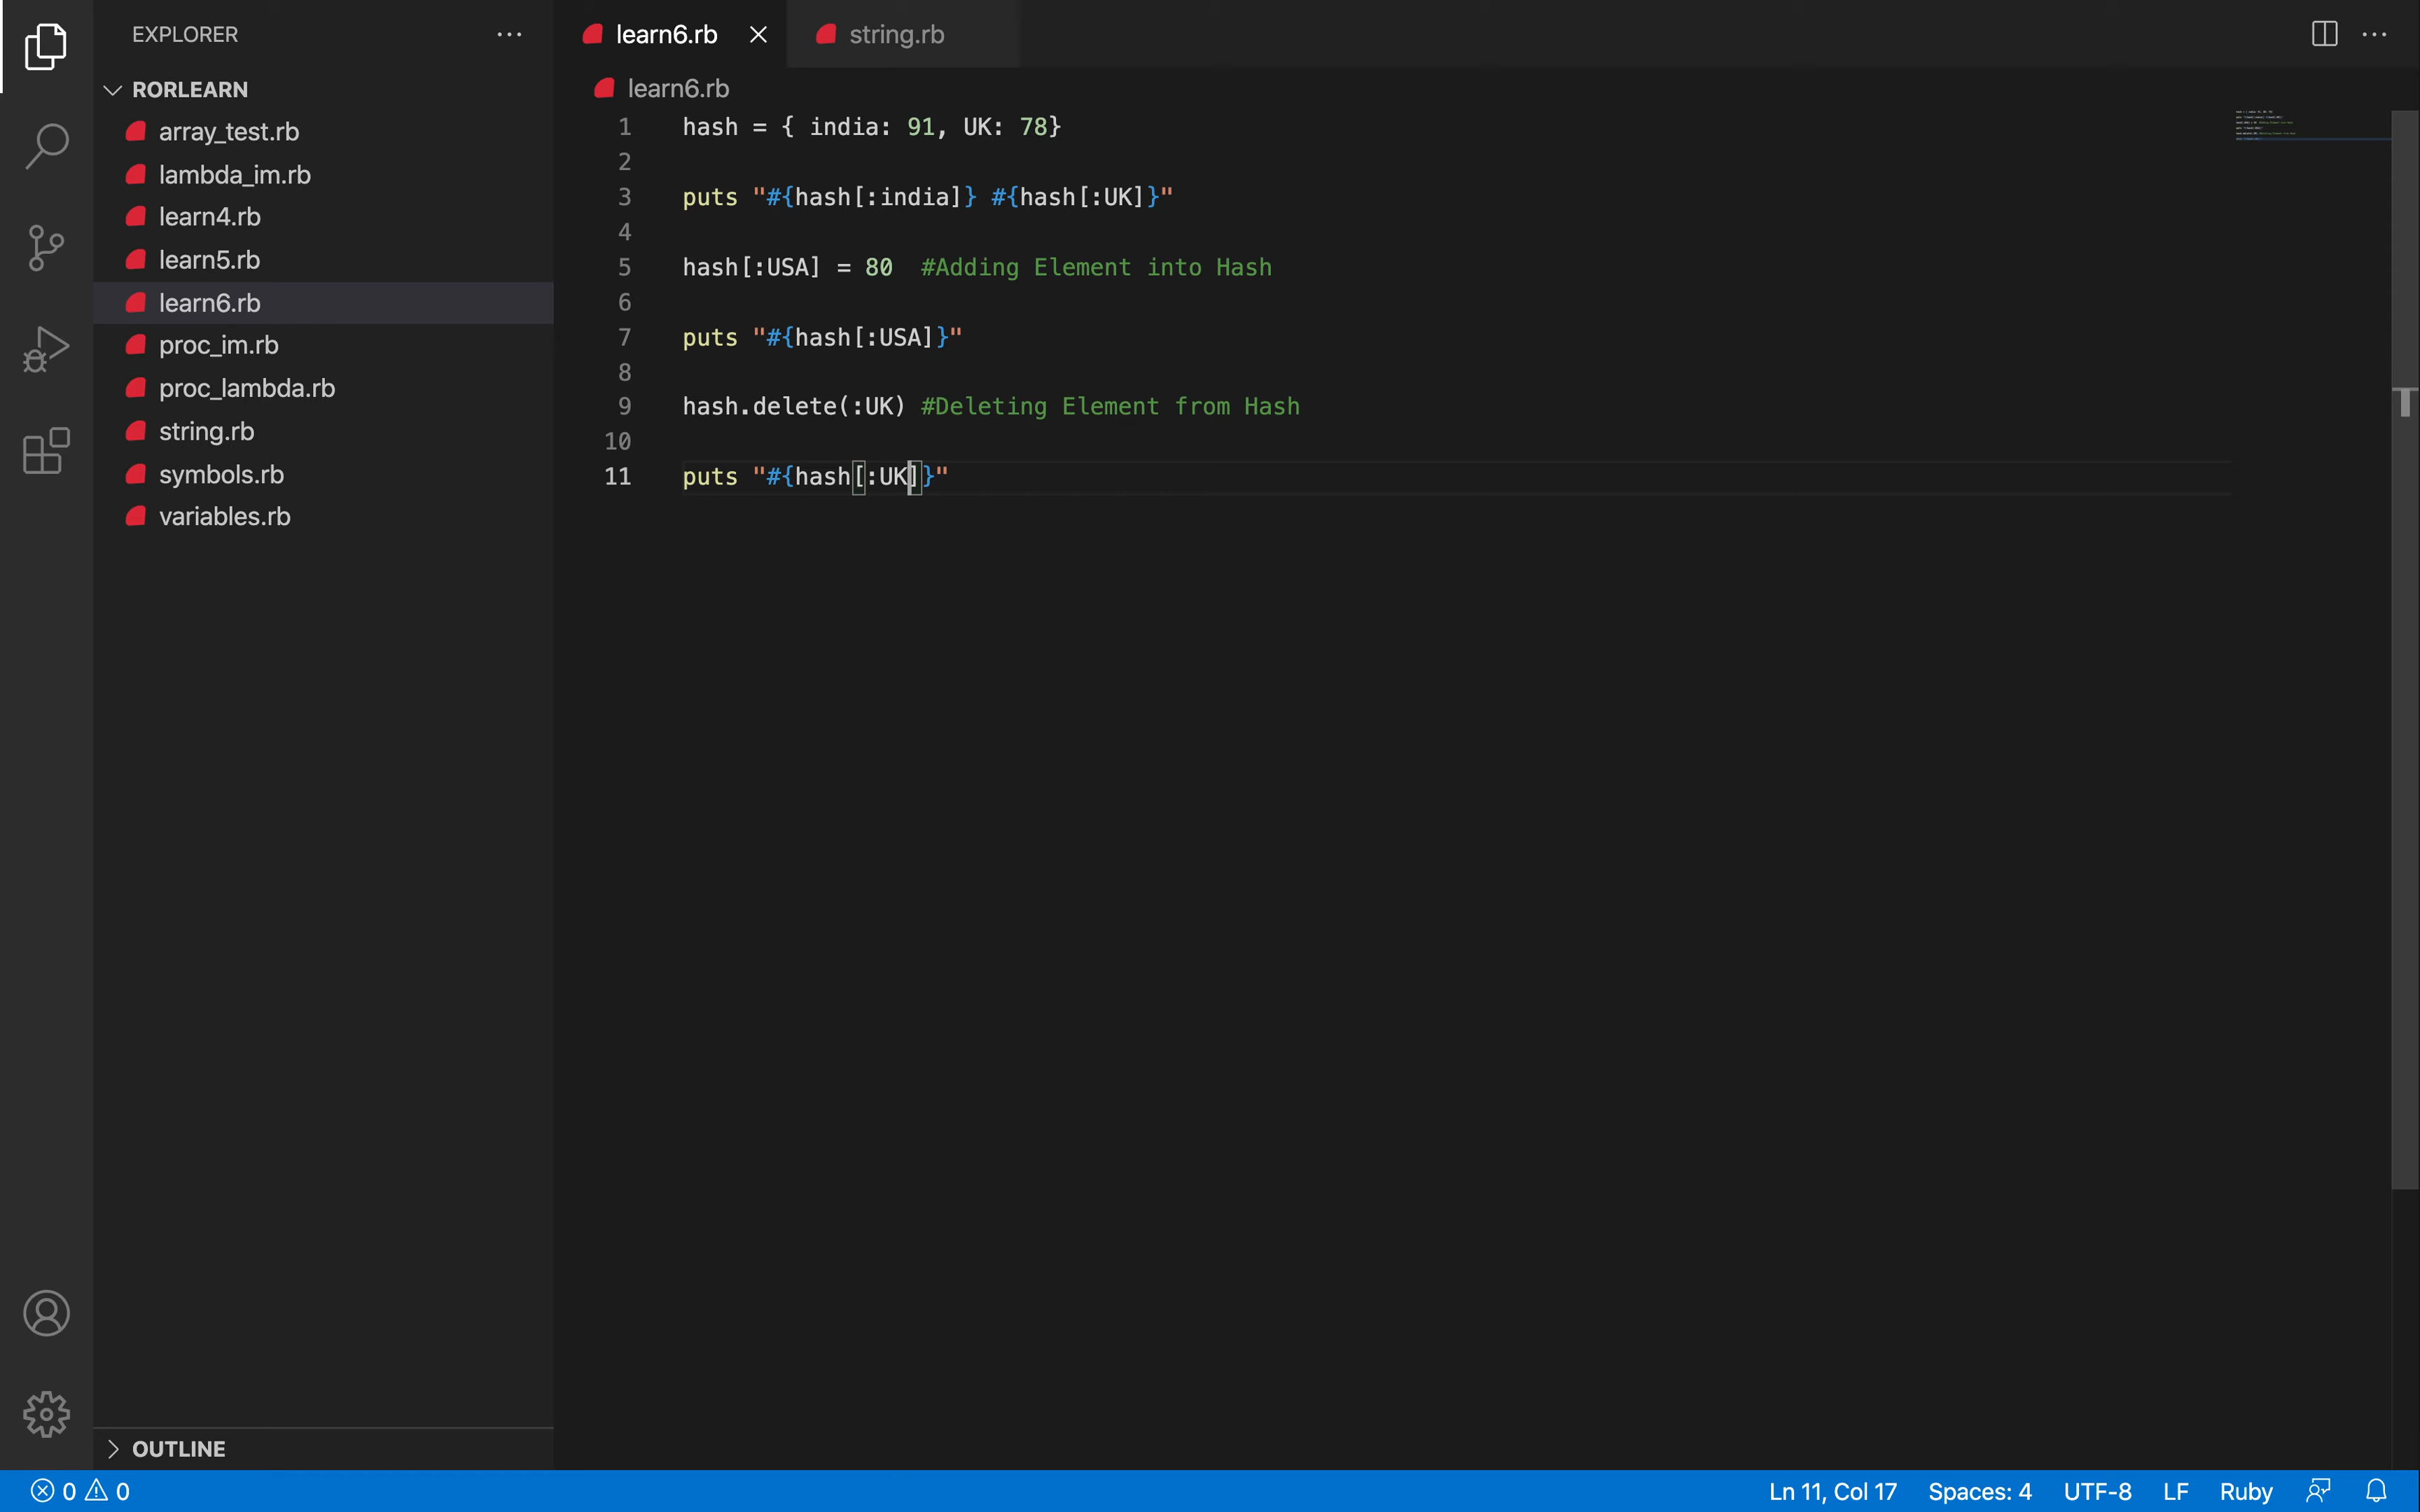 EXPLORER
RORLEARN
array_test.rb
lambda_im.rb
learn4.rb
learn5.rb
learn6.rb
proc_im.rb
proc_lambda.rb
string.rb
symbols.rb
variables.rb
OUTLINE
learn6.rb
string.rb
learn6.rb
1 hash = { india: 91, UK: 78}
2
3 puts "#{hash[:india]} #{hash[:UK]}"
4
5 hash[:USA] = 80  #Adding Element into Hash
6
7 puts "#{hash[:USA]}"
8
9 hash.delete(:UK) #Deleting Element from Hash
10
11 puts "#{hash[:UK]}"
0 0 Ln 11, Col 17 Spaces: 4 UTF-8 LF Ruby